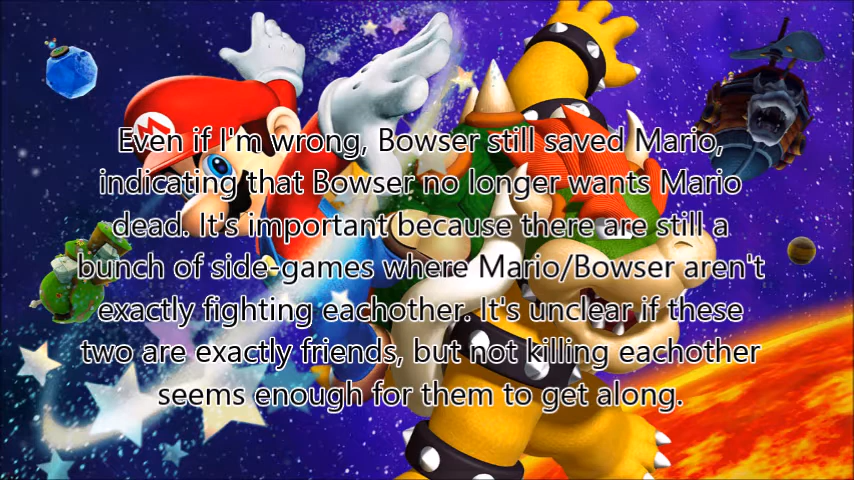 Even if I'm wrong, Bowser still saved Mario,
indicating that Bowser no longer wants Mario
dead. It's important because there are still a
bunch of side-games where Mario/Bowser aren't
exactly fighting eachother. It's unclear if these
two are exactly friends, but not killing eachother
seems enough for them to get along.